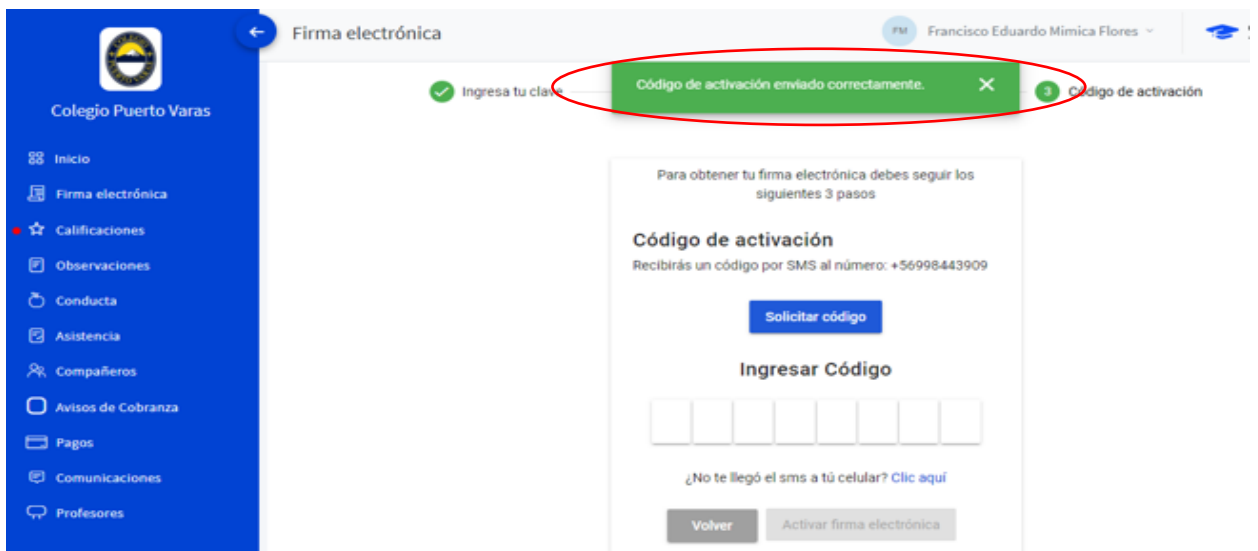 Firma electrónica
FM Francisco Eduardo Mimica Flores
Colegio Puerto Varas
Ingresa tu clave
Código de activación enviado correctamente.
3 Código de activación
Inicio
Firma electrónica
Calificaciones
Observaciones
Conducta
Asistencia
Compañeros
Avisos de Cobranza
Pagos
Comunicaciones
Profesores
Para obtener tu firma electrónica debes seguir los
siguientes 3 pasos
Código de activación
Recibirás un código por SMS al número: +56998443909
Solicitar código
Ingresar Código
¿No te llegó el sms a tú celular? Clic aquí
Volver
Activar firma electrónica